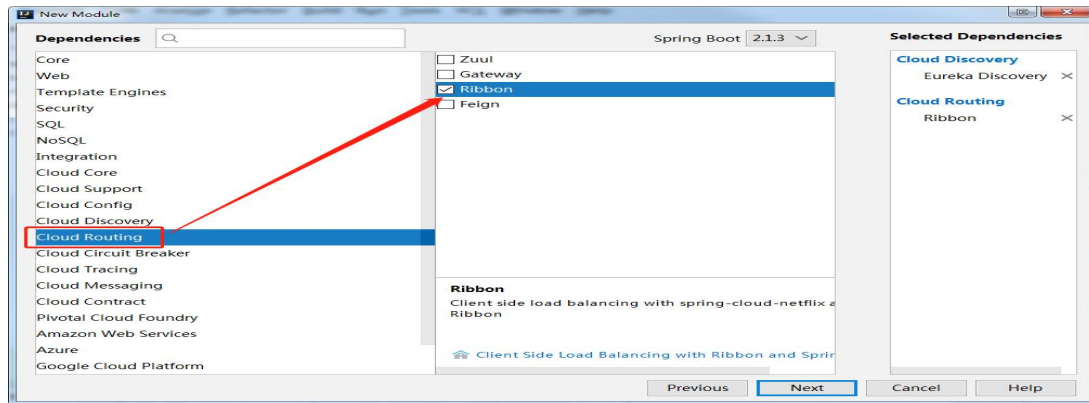 New Module
Dependencies
Spring Boot 2.1.3
Selected Dependencies
Core
Web
Template Engines
Security
SQL
NoSQL
Integration
Cloud Core
Cloud Support
Cloud Config
Cloud Discovery
Cloud Routing
Cloud Circuit Breaker
Cloud Tracing
Cloud Messaging
Cloud Contract
Pivotal Cloud Foundry
Amazon Web Services
Azure
Google Cloud Platform
Zuul
Gateway
Ribbon
Feign
Ribbon
Client side load balancing with spring-cloud-netflix a
Ribbon
Client Side Load Balancing with Ribbon and Sprin
Cloud Discovery
Eureka Discovery
Cloud Routing
Ribbon
Previous
Next
Cancel
Help